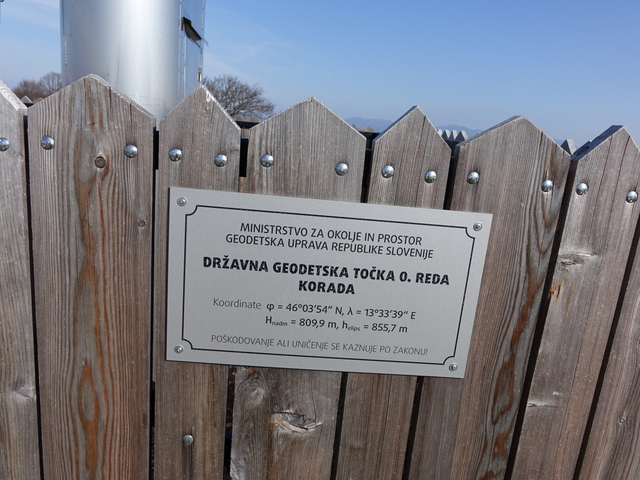 MINISTRSTVO ZA OKOLJE IN PROSTOR
GEODETSKA UPRAVA REPUBLIKE SLOVENIJE
DRŽAVNA GEODETSKA TOČKA 0. REDA
KORADA
Koordinate φ = 46°03'54" N, λ = 13°33'39" E
Hnadm = 809,9 m, helips = 855,7 m
POŠKODOVANJE ALI UNIČENJE SE KAZNUJE PO ZAKONU!